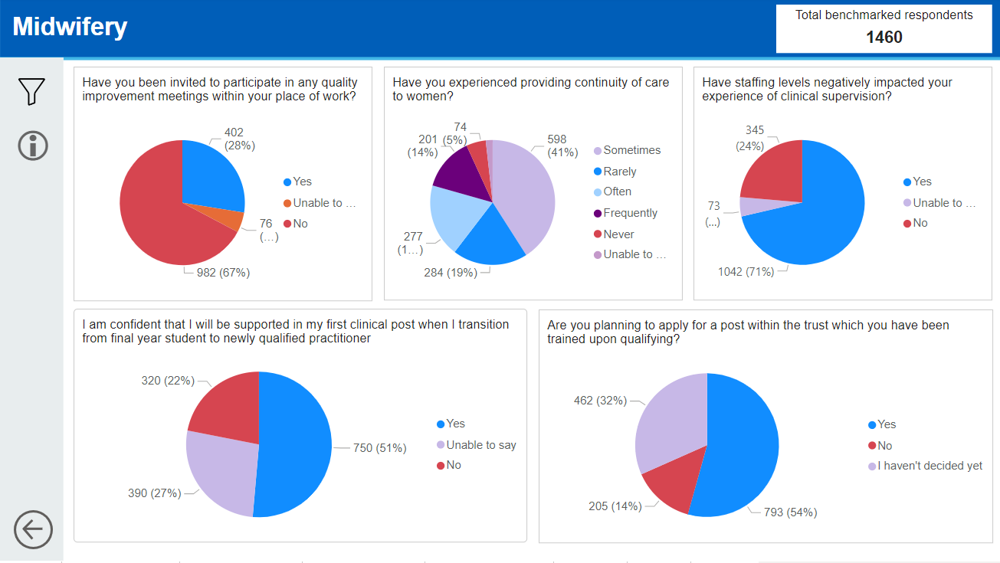 Midwifery
Total benchmarked respondents
1460
Have you been invited to participate in any quality
improvement meetings within your place of work?
402
(28%)
76
(...)
982 (67%)
Yes
Unable to ...
No
Have you experienced providing continuity of care
to women?
74
(5%)
201
(14%)
598
(41%)
277
(1...)
284 (19%)
Sometimes
Rarely
Often
Frequently
Never
Unable to ...
Have staffing levels negatively impacted your
experience of clinical supervision?
345
(24%)
73
(...)
1042 (71%)
Yes
Unable to ...
No
I am confident that I will be supported in my first clinical post when I transition
from final year student to newly qualified practitioner
320 (22%)
750 (51%)
390 (27%)
Yes
Unable to say
No
Are you planning to apply for a post within the trust which you have been
trained upon qualifying?
462 (32%)
205 (14%)
793 (54%)
Yes
No
I haven't decided yet